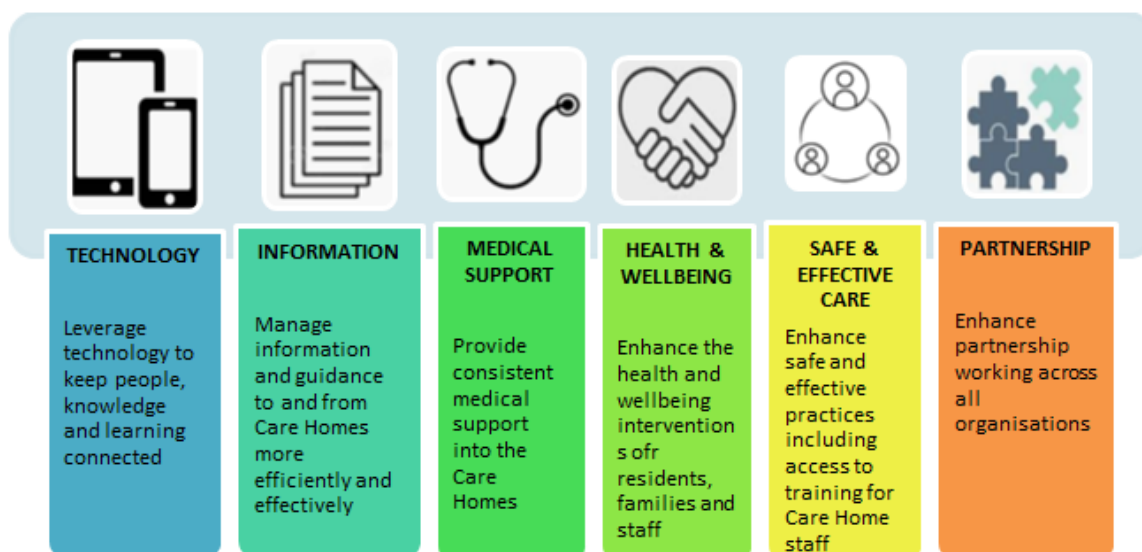 TECHNOLOGY
Leverage
technology to
keep people,
knowledge
and learning
connected
INFORMATION
Manage
information
and guidance
to and from
Care Homes
more
efficiently and
effectively
MEDICAL
SUPPORT
Provide
consistent
medical
support
into the
Care
Homes
HEALTH &
WELLBEING
Enhance the
health and
wellbeing
intervention
s ofr
residents,
families and
staff
SAFE &
EFFECTIVE
CARE
Enhance
safe and
effective
practices
including
access to
training for
Care Home
staff
PARTNERSHIP
Enhance
partnership
working across
all
organisations